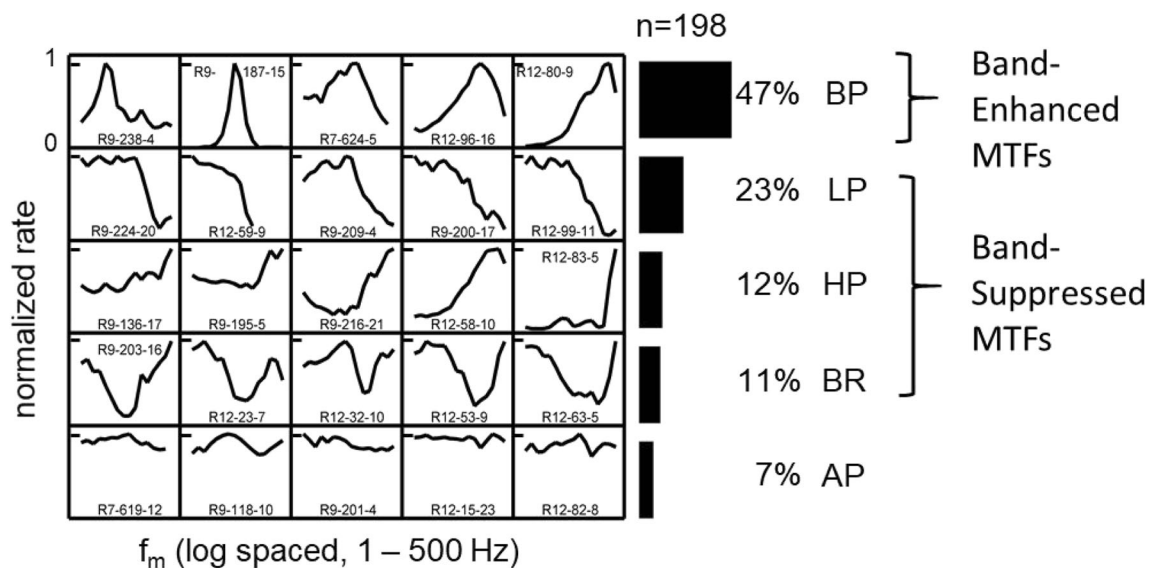 n=198
1
0
normalized rate
R9-238-4
R9- 187-15
R7-624-5
R12-96-16
R12-80-9
47% BP
Band-
Enhanced
MTFs
R9-224-20
R12-59-9
R9-209-4
R9-200-17
R12-99-11
23% LP
R9-136-17
R9-195-5
R9-216-21
R12-58-10
R12-83-5
12% HP
Band-
Suppressed
MTFs
R9-203-16
R12-23-7
R12-32-10
R12-53-9
R12-63-5
11% BR
R7-619-12
R9-118-10
R9-201-4
R12-15-23
R12-82-8
7% AP
fm (log spaced, 1 – 500 Hz)